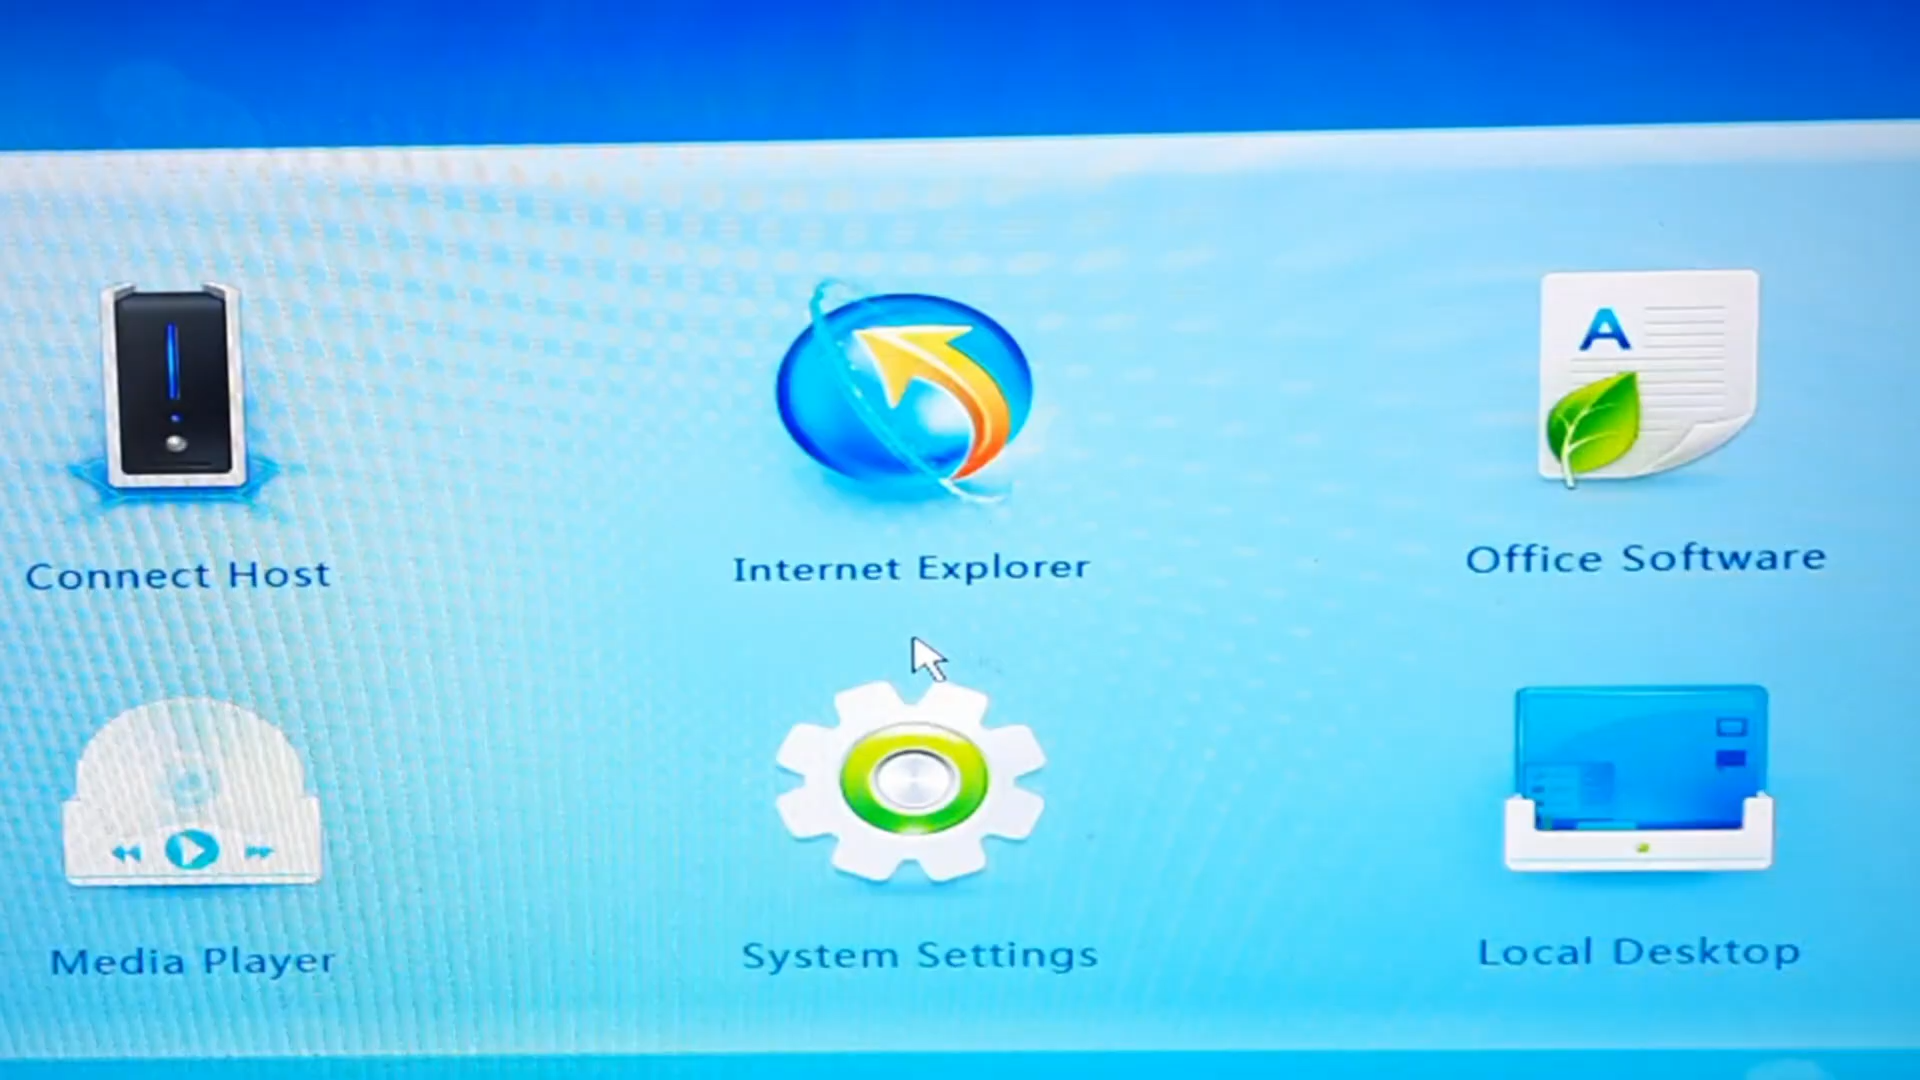 Connect Host
Internet Explorer
Office Software
A
Media Player
System Settings
Local Desktop